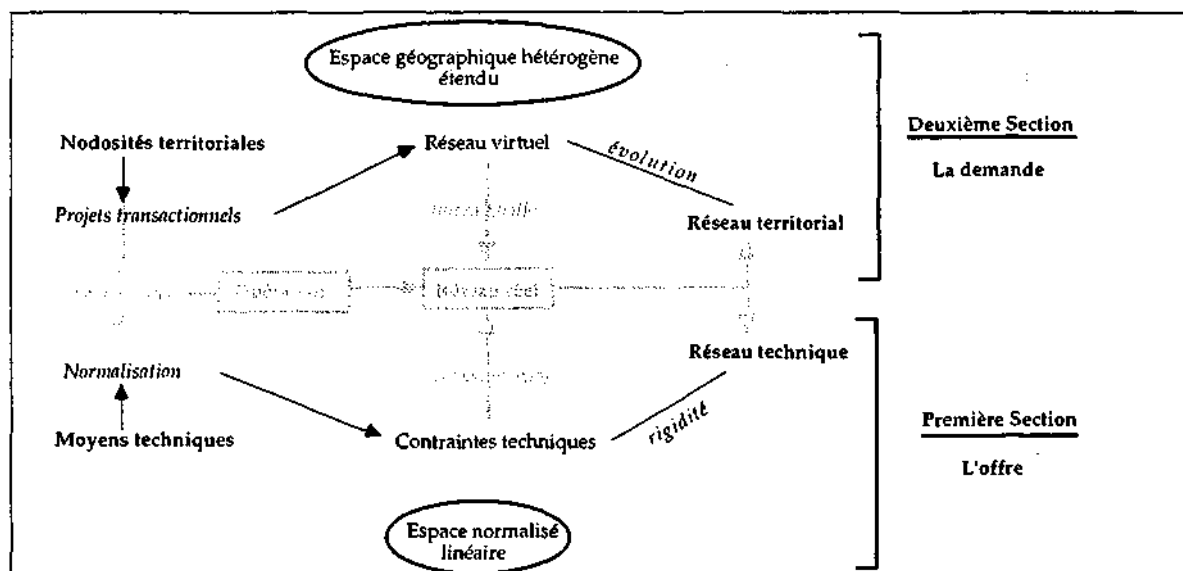 Espace géographique hétérogène
étendu
Deuxième Section
La demande
Nodosités territoriales
Réseau virtuel
évolution
Projets transactionnels
Réseau territorial
Réseau réel
Réseau technique
Normalisation
rigidité
Moyens techniques
Contraintes techniques
Première Section
L'offre
Espace normalisé
linéaire